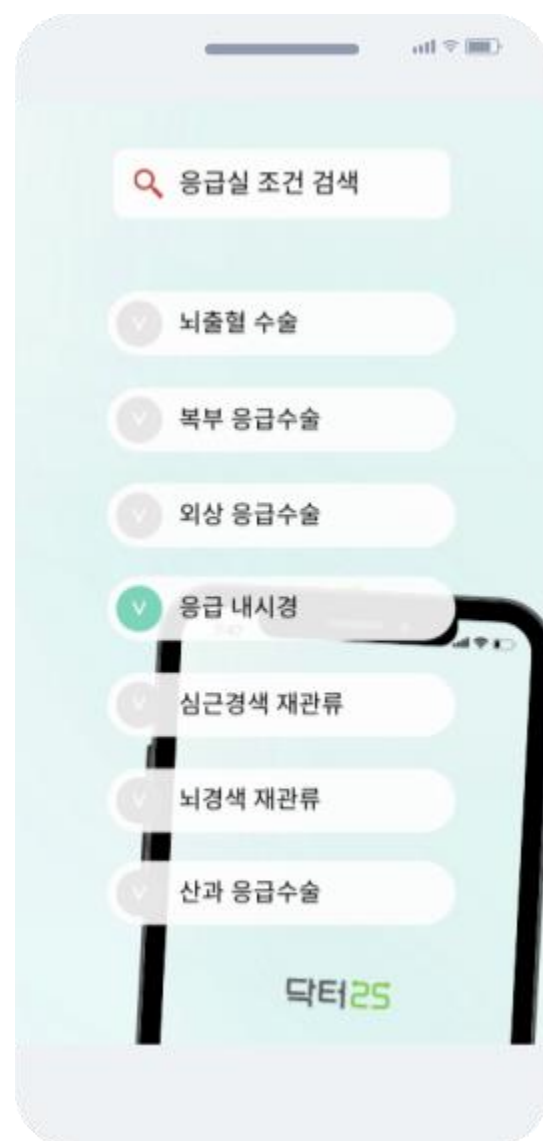 응급실 조건 검색
뇌출혈 수술
복부 응급수술
외상 응급수술
응급 내시경
심근경색 재관류
뇌경색 재관류
산과 응급수술
닥터25